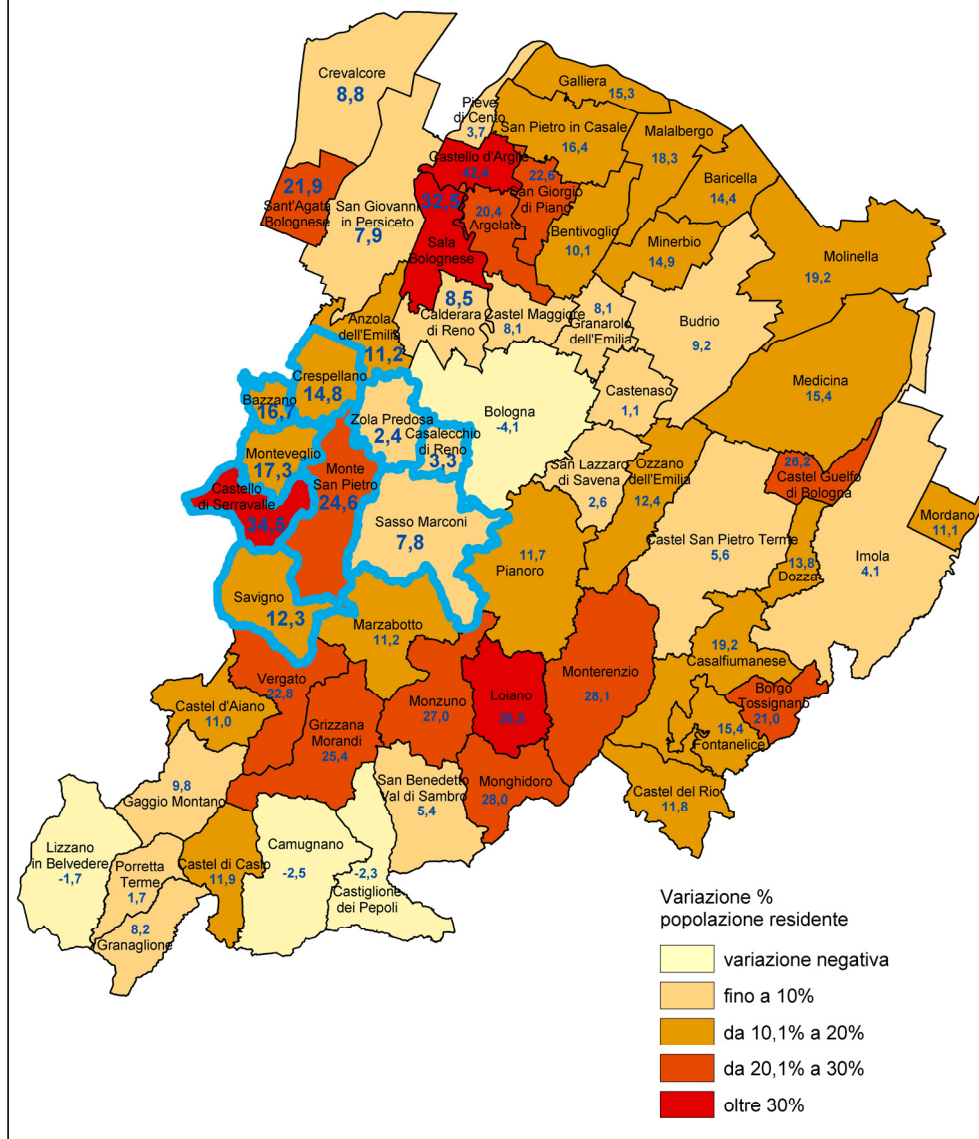 Crevalcore
8,8
Galliera
15,3
Pieve
di Cento
3,7
San Pietro in Casale
16,4
Malalbergo
18,3
Castello d'Argile
42,4
Baricella
14,4
21,9
Sant'Agata
Bolognese
San Giovanni
in Persiceto
7,9
32,5
Sala
Bolognese
20,4
Argelato
22,6
San Giorgio
di Piano
Bentivoglio
10,1
Minerbio
14,9
Molinella
19,2
Anzola
dell'Emilia
11,2
8,5
Calderara
di Reno
Castel Maggiore
8,1
8,1
Granarolo
dell'Emilia
Budrio
9,2
Crespellano
14,8
Bazzano
16,7
Zola Predosa
2,4
Casalecchio
di Reno
3,3
Bologna
-4,1
Castenaso
1,1
Medicina
15,4
Monteveglio
17,3
Monte
San Pietro
24,6
San Lazzaro
di Savena
2,6
Ozzano
dell'Emilia
12,4
26,2
Castel Guelfo
di Bologna
Castello
di Serravalle
34,5
Sasso Marconi
7,8
Mordano
11,1
Castel San Pietro Terme
5,6
Imola
4,1
11,7
Pianoro
13,8
Dozza
Savigno
12,3
Marzabotto
11,2
19,2
Casalfiumanese
Vergato
22,8
Monterenzio
28,1
Castel d'Aiano
11,0
Grizzana
Morandi
25,4
Monzuno
27,0
Loiano
Borgo
Tossignano
21,0
15,4
Fontanelice
9,8
Gaggio Montano
San Benedetto
Val di Sambro
5,4
Monghidoro
28,0
Castel del Rio
11,8
Lizzano
in Belvedere
-1,7
Porretta
Terme
1,7
Castel di Casio
11,9
Camugnano
-2,5
-2,3
Castiglione
dei Pepoli
8,2
Granaglione
Variazione %
popolazione residente
variazione negativa
fino a 10%
da 10,1% a 20%
da 20,1% a 30%
oltre 30%